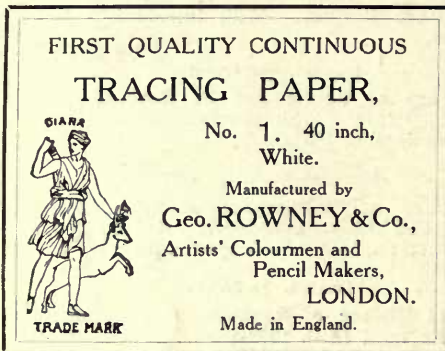 FIRST QUALITY CONTINUOUS
TRACING PAPER,
DIANA
No. 1. 40 inch,
White.
Manufactured by
Geo. ROWNEY & Co.,
Artists' Colourmen and
Pencil Makers,
LONDON.
TRADE MARK
Made in England.